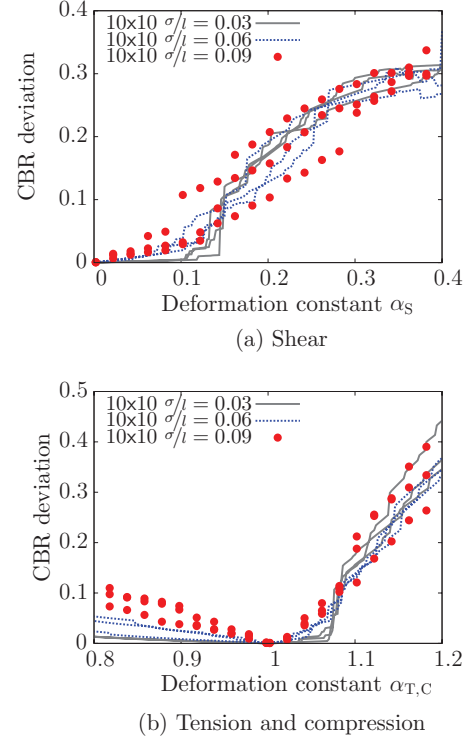 0.4
0.3
0.2
0.1
0
CBR deviation
10x10 σ/l = 0.03
10x10 σ/l = 0.06
10x10 σ/l = 0.09
0 0.1 0.2 0.3 0.4
Deformation constant αS
(a) Shear
0.5
0.4
0.3
0.2
0.1
0
CBR deviation
10x10 σ/l = 0.03
10x10 σ/l = 0.06
10x10 σ/l = 0.09
0.8 0.9 1 1.1 1.2
Deformation constant αT,C
(b) Tension and compression